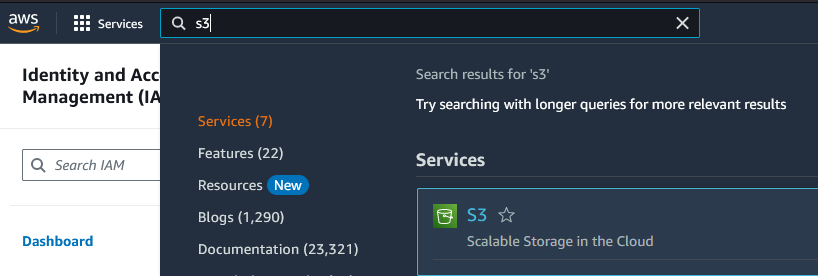 aws
Services
s3
Identity and Acc
Management (IA
Search IAM
Dashboard
Services (7)
Features (22)
Resources New
Blogs (1,290)
Documentation (23,321)
Search results for 's3'
Try searching with longer queries for more relevant results
Services
S3
Scalable Storage in the Cloud